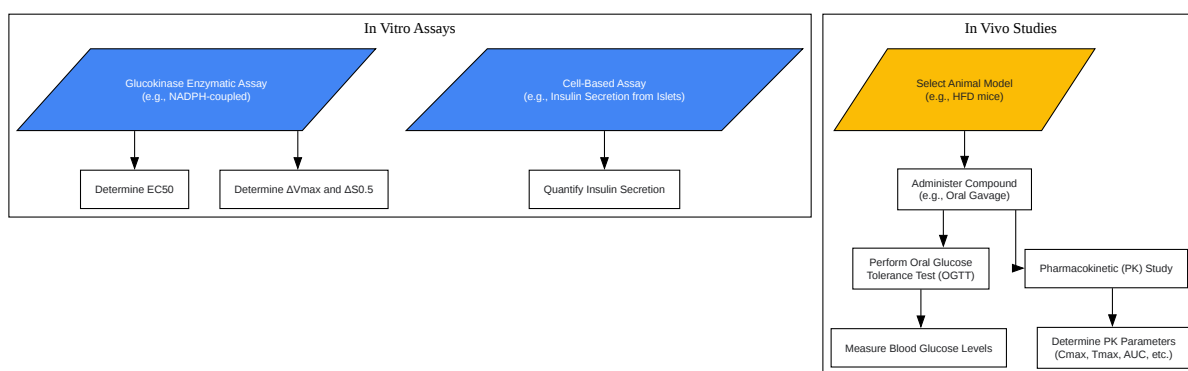 In Vitro Assays
Glucokinase Enzymatic Assay
(e.g., NADPH-coupled)
Cell-Based Assay
(e.g., Insulin Secretion from Islets)
Determine EC50
Determine ΔVmax and ΔS0.5
Quantify Insulin Secretion
In Vivo Studies
Select Animal Model
(e.g., HFD mice)
Administer Compound
(e.g., Oral Gavage)
Perform Oral Glucose
Tolerance Test (OGTT)
Pharmacokinetic (PK) Study
Measure Blood Glucose Levels
Determine PK Parameters
(Cmax, Tmax, AUC, etc.)